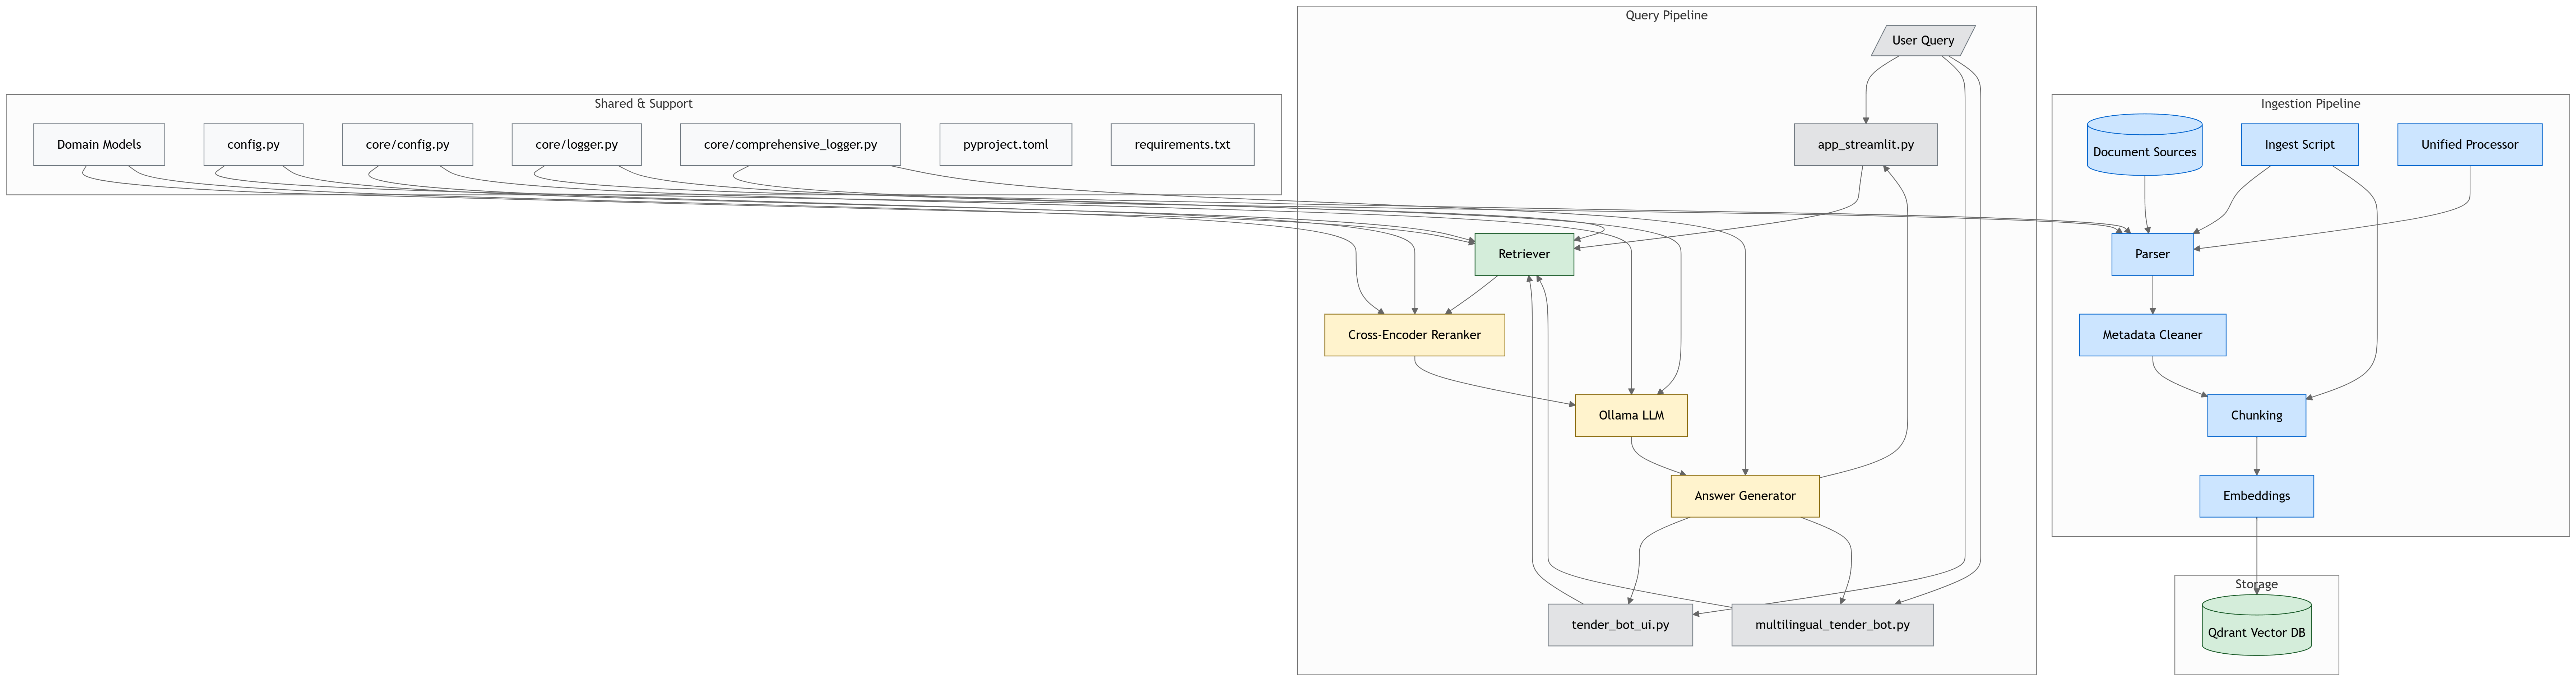 Query Pipeline
User Query
Shared & Support
Domain Models
config.py
core/config.py
core/logger.py
core/comprehensive_logger.py
pyproject.toml
requirements.txt
app_streamlit.py
Retriever
Cross-Encoder Reranker
Ollama LLM
Answer Generator
tender_bot_ui.py
multilingual_tender_bot.py
Ingestion Pipeline
Document Sources
Ingest Script
Unified Processor
Parser
Metadata Cleaner
Chunking
Embeddings
Storage
Qdrant Vector DB